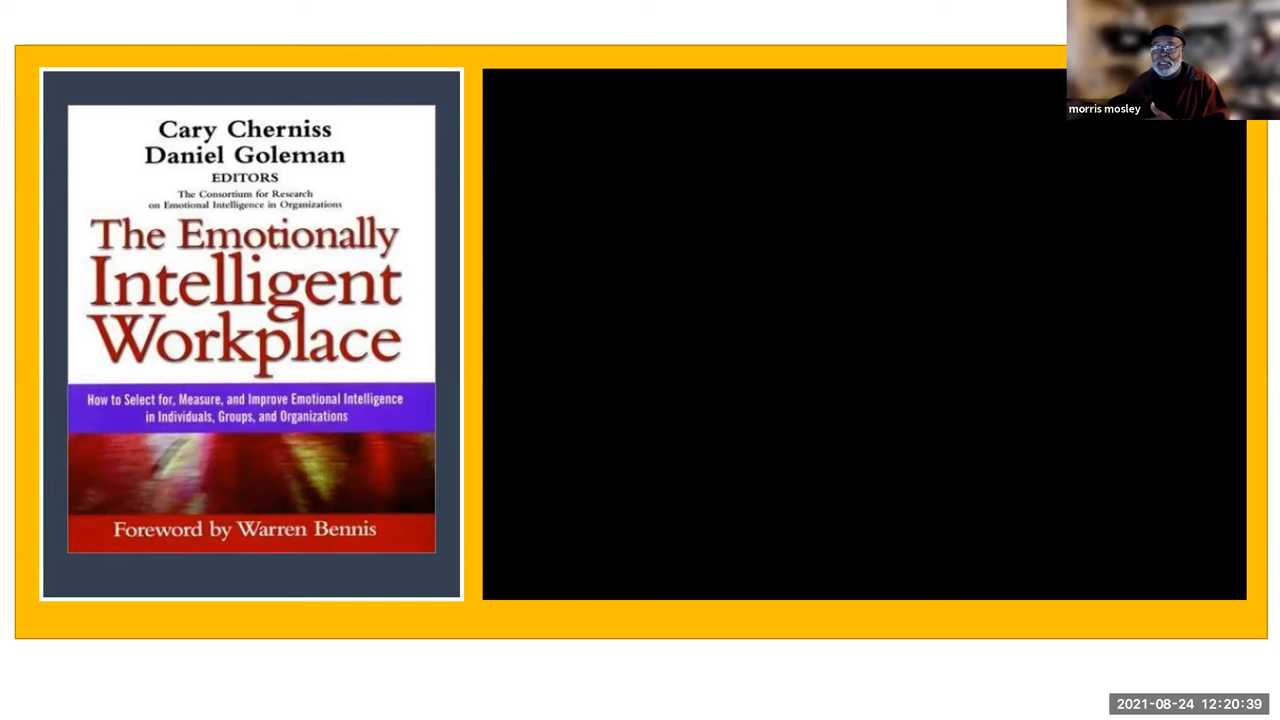 Cary Cherniss
Daniel Goleman
EDITORS
The Consortium for Research
on Emotional Intelligence in Organizations
The Emotionally
Intelligent
Workplace
How to Select for, Measure, and Improve Emotional Intelligence
in Individuals, Groups, and Organizations
Foreword by Warren Bennis
morris mosley
2021-08-24 12:20:39